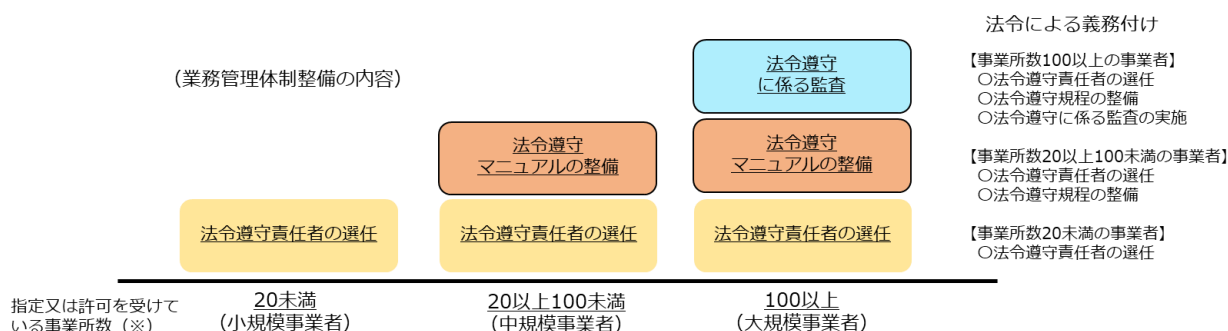 法令による義務付け
(業務管理体制整備の内容)
法令遵守
に係る監査
法令遵守
マニュアルの整備
法令遵守
マニュアルの整備
法令遵守責任者の選任
法令遵守責任者の選任
法令遵守責任者の選任
【事業所数100以上の事業者】
〇法令遵守責任者の選任
〇法令遵守規程の整備
〇法令遵守に係る監査の実施
【事業所数20以上100未満の事業者】
〇法令遵守責任者の選任
〇法令遵守規程の整備
【事業所数20未満の事業者】
〇法令遵守責任者の選任
指定又は許可を受けて
いる事業所数（※）
20未満
(小規模事業者)
20以上100未満
(中規模事業者)
100以上
(大規模事業者)